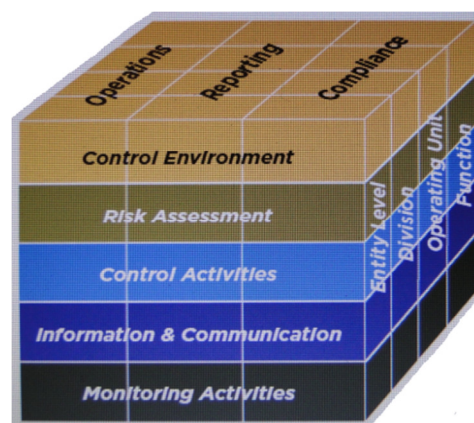 Operations
Reporting
Compliance
Control Environment
Risk Assessment
Control Activities
Information & Communication
Monitoring Activities
Entity Level
Division
Operating Unit
Function